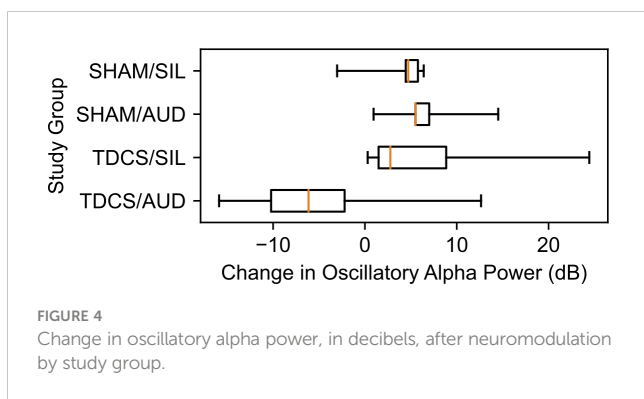 SHAM/SIL
SHAM/AUD
TDCS/SIL
TDCS/AUD
Study Group
−10 0 10 20
Change in Oscillatory Alpha Power (dB)
FIGURE 4
Change in oscillatory alpha power, in decibels, after neuromodulation
by study group.